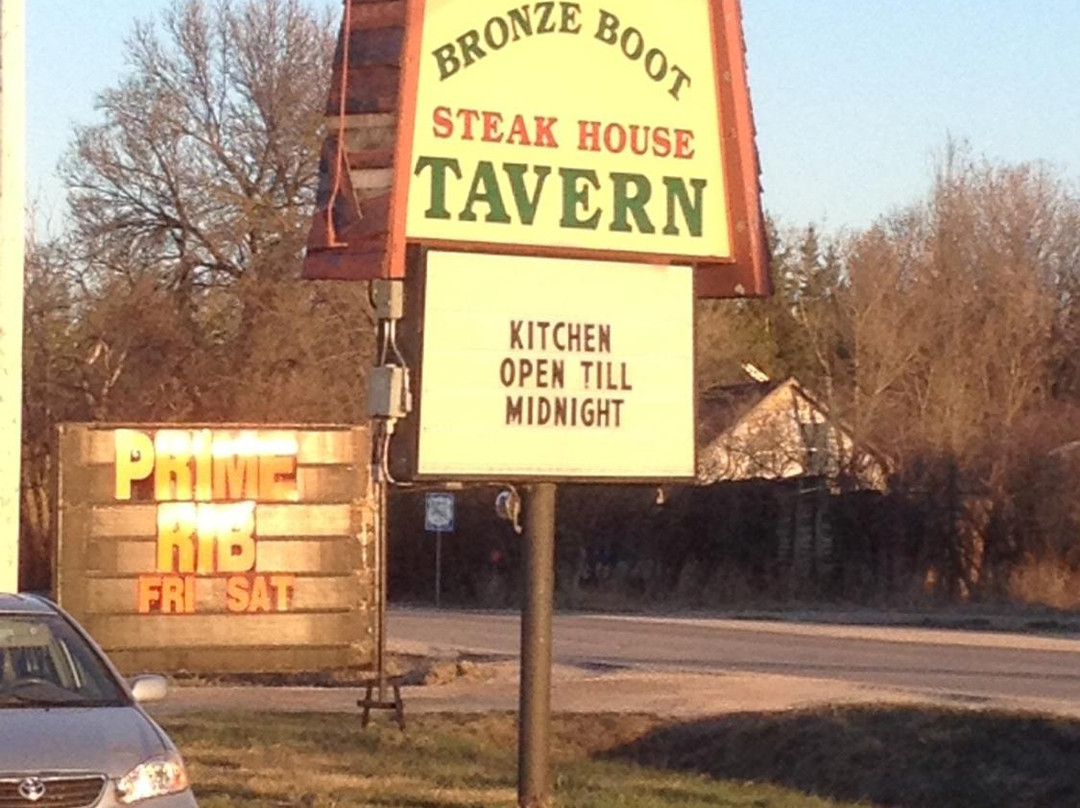 BRONZE BOOT
STEAK HOUSE
TAVERN
KITCHEN
OPEN TILL
MIDNIGHT
PRIME
RIB
FRI SAT